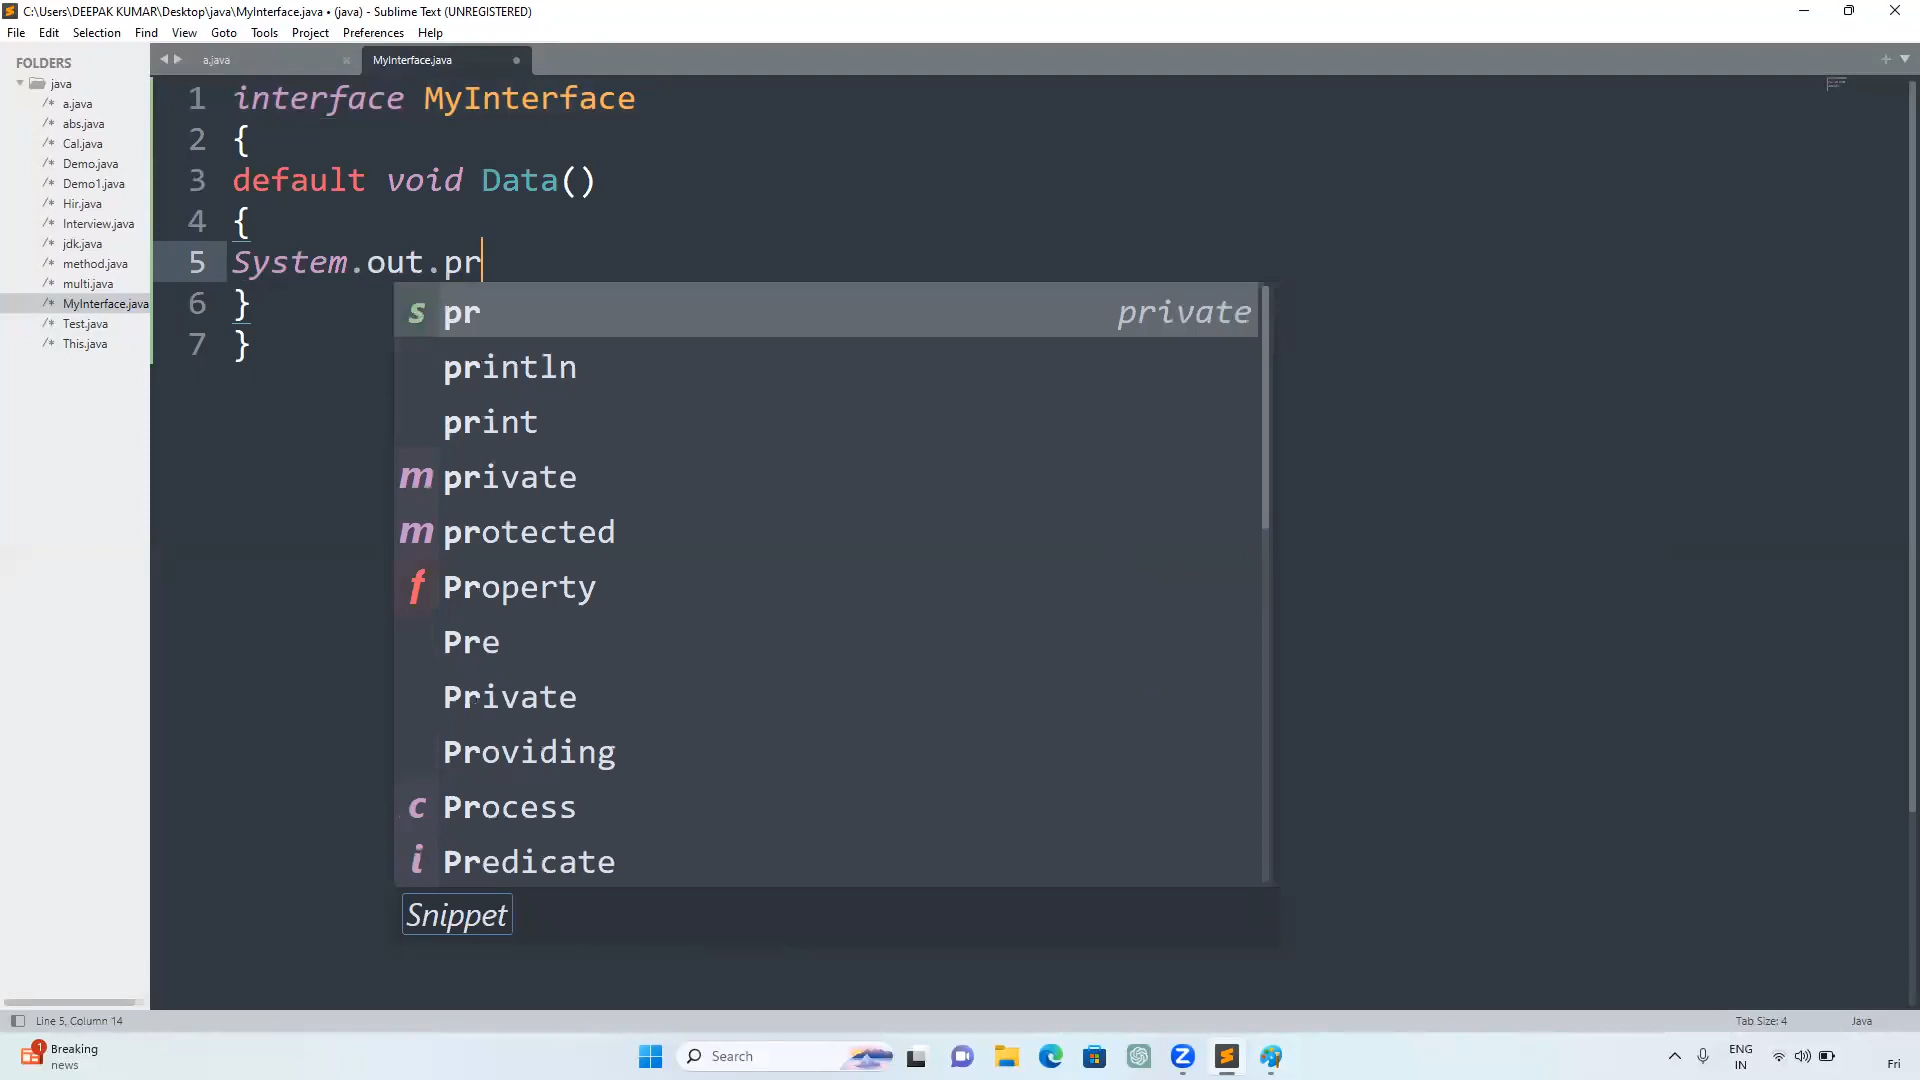 C:\Users\DEEPAK KUMAR\Desktop\java\MyInterface.java • (java) - Sublime Text (UNREGISTERED)
File Edit Selection Find View Goto Tools Project Preferences Help
FOLDERS
java
/* a.java
/* abs.java
/* Cal.java
/* Demo.java
/* Demo1.java
/* Hir.java
/* Interview.java
/* jdk.java
/* method.java
/* multi.java
/* MyInterface.java
/* Test.java
/* This.java
a.java MyInterface.java
1 interface MyInterface
2 {
3 default void Data()
4 {
5 System.out.pr
6 }
7 }
s pr private
println
print
m private
m protected
f Property
Pre
Private
Providing
c Process
i Predicate
Snippet
Line 5, Column 14 Tab Size: 4 Java
1 Breaking
news
Search
ENG
IN
Fri